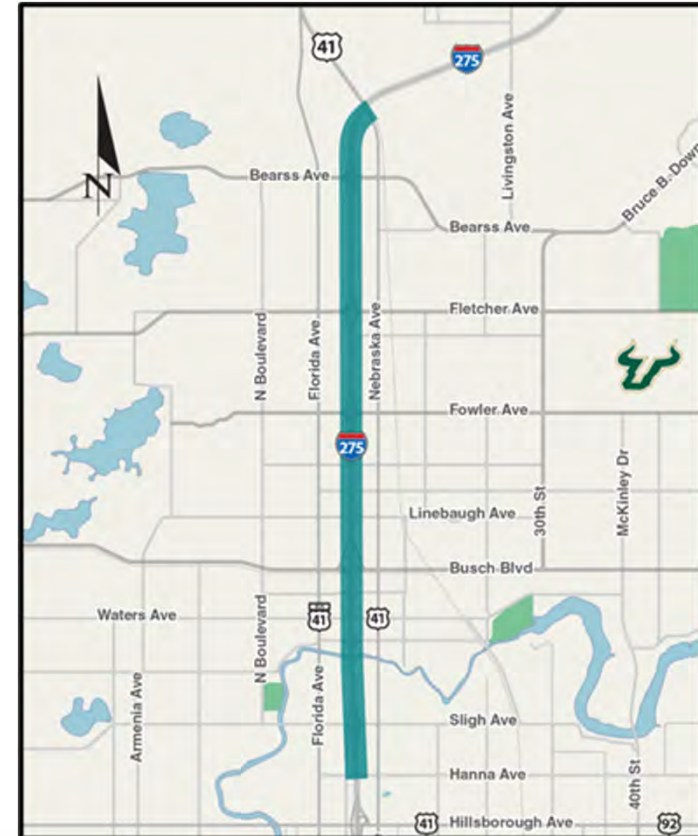 41
275
N
Livingston Ave
Bruce B. Down
Bearss Ave
Bearss Ave
Fletcher Ave
N Boulevard
Florida Ave
Nebraska Ave
Fowler Ave
275
30th St
McKinley Dr
Linebaugh Ave
Busch Blvd
Waters Ave
41
41
N Boulevard
Florida Ave
Armenia Ave
Sligh Ave
Hanna Ave
40th St
41
Hillsborough Ave
92